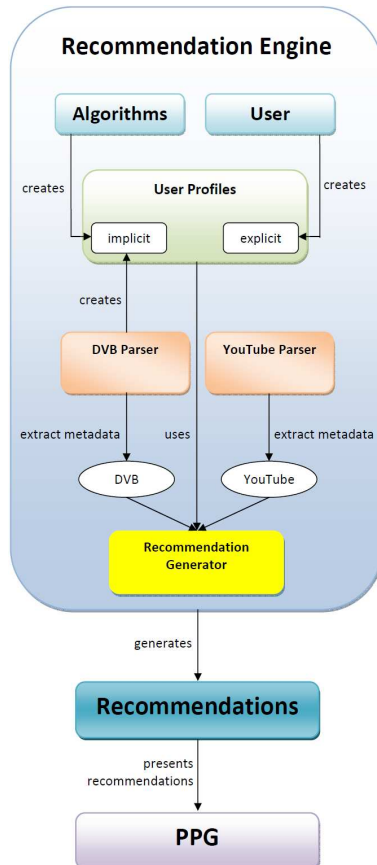 Recommendation Engine
Algorithms
User
creates
creates
User Profiles
implicit
explicit
creates
DVB Parser
YouTube Parser
extract metadata
uses
extract metadata
DVB
YouTube
Recommendation
Generator
generates
Recommendations
presents
recommendations
PPG